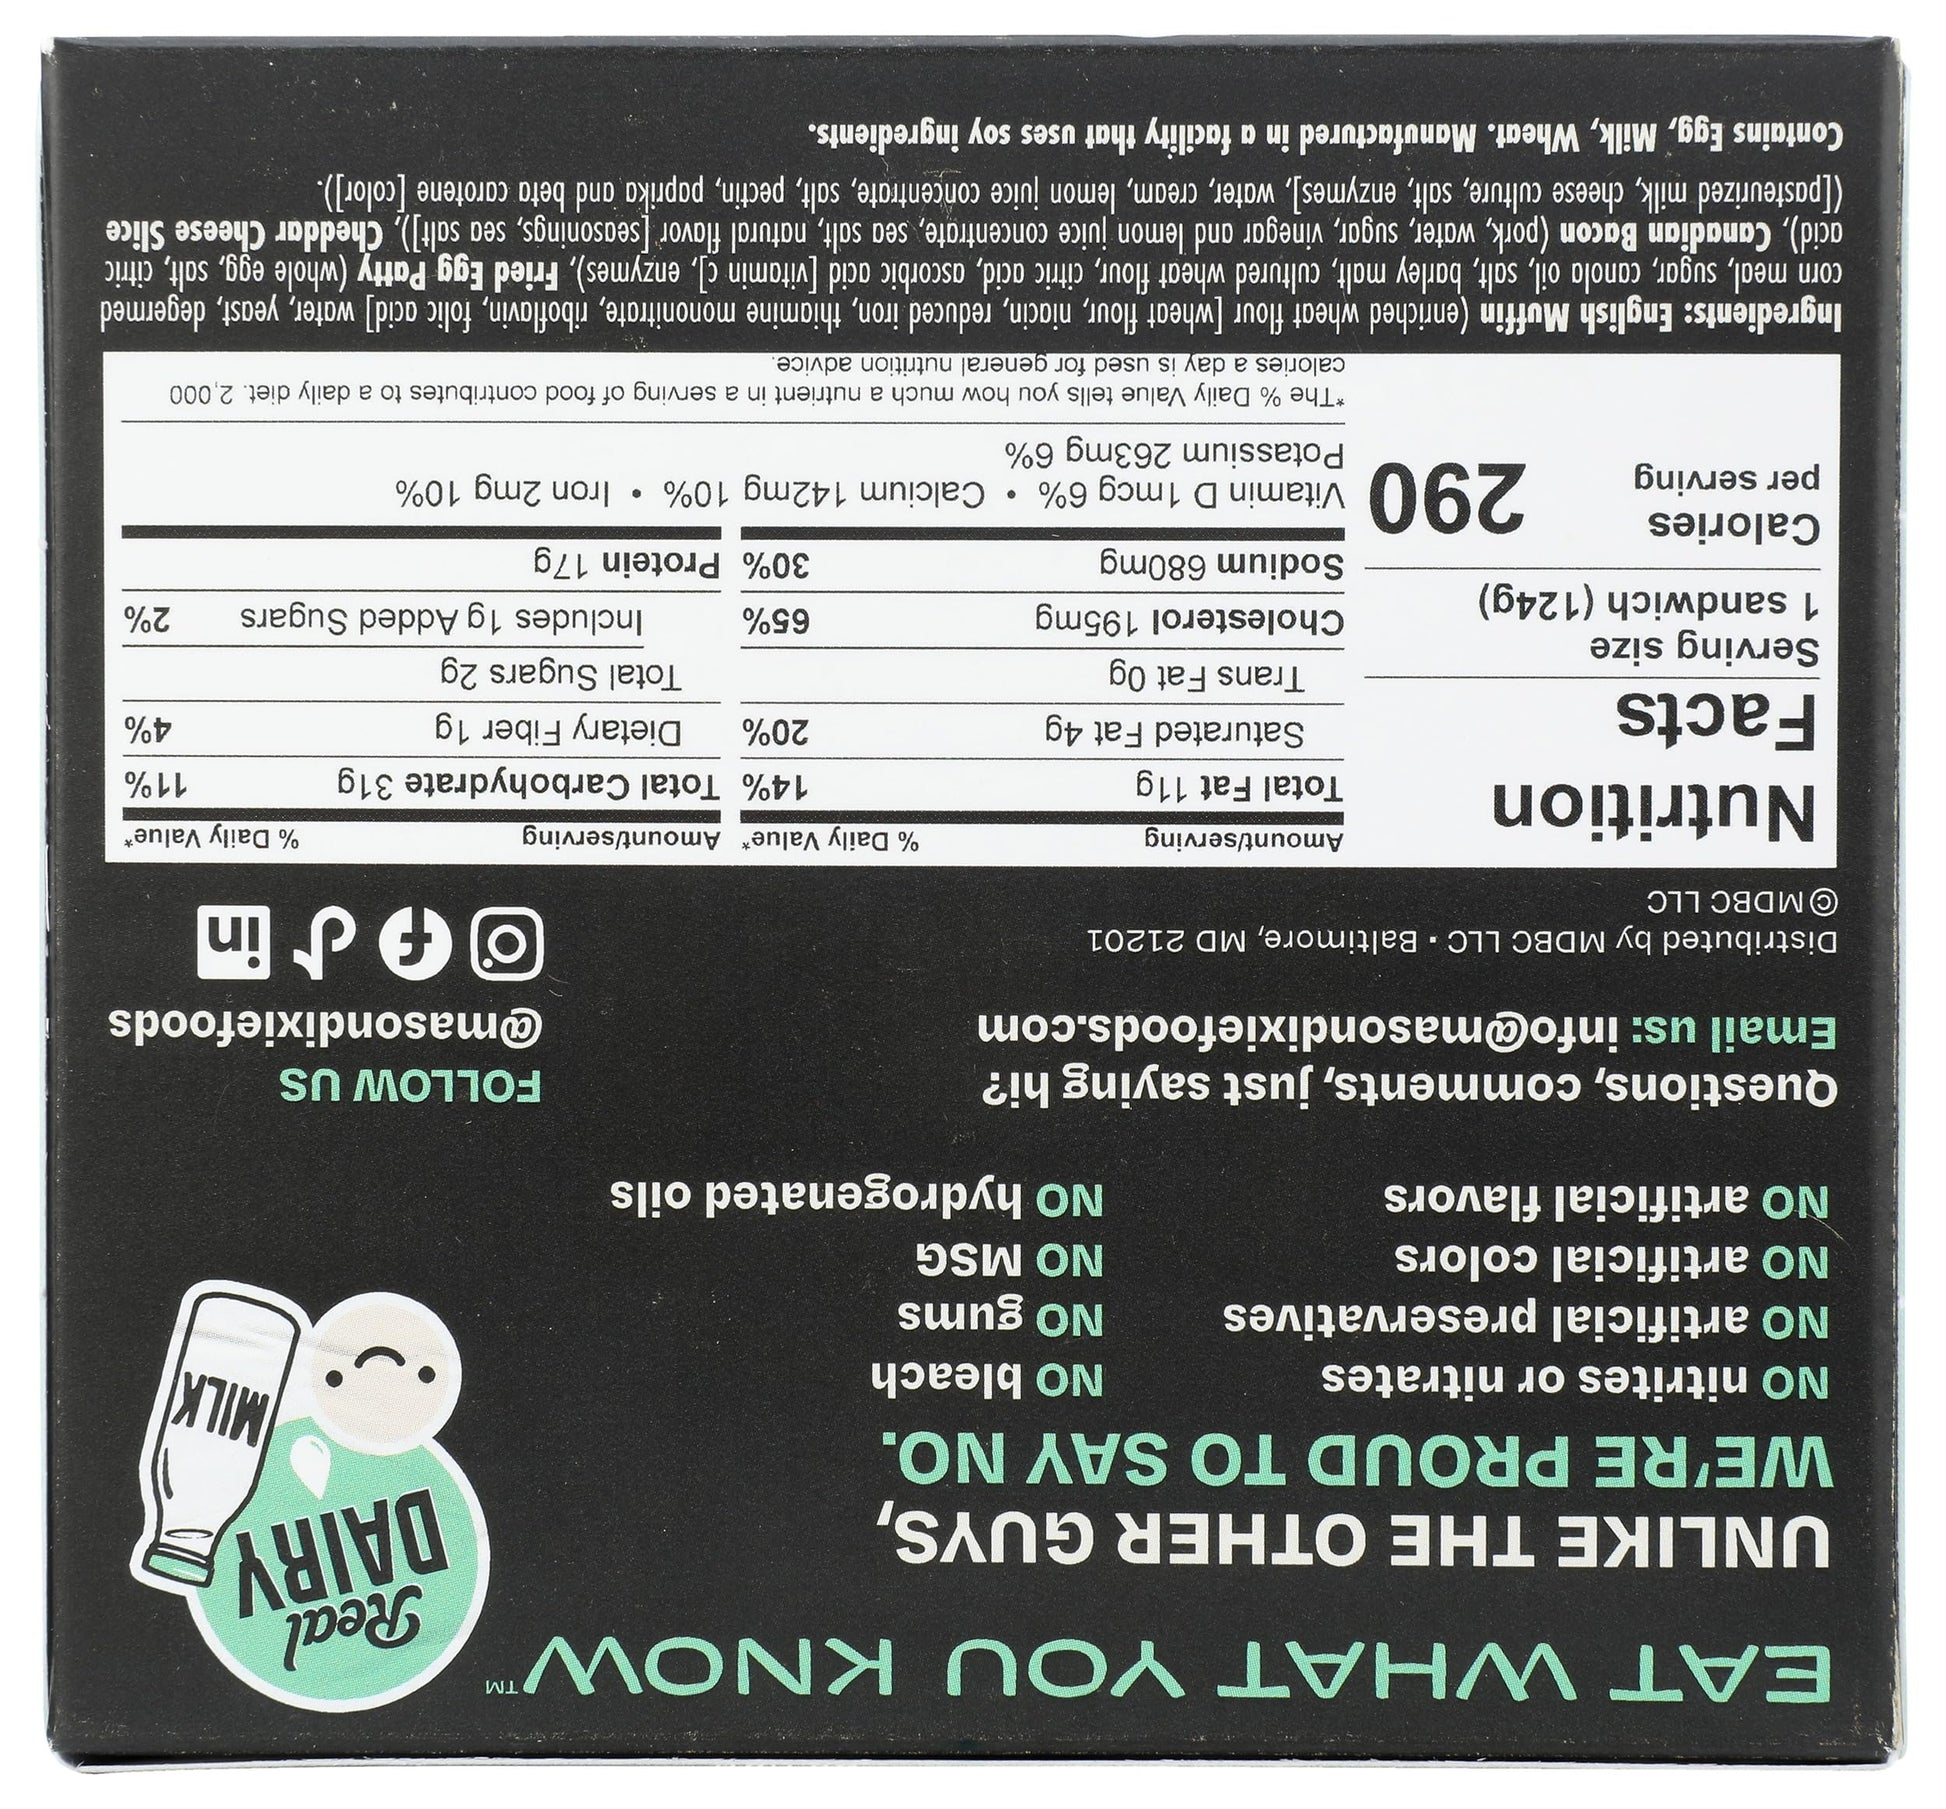 EAT WHAT YOU KNOW™
UNLIKE THE OTHER GUYS,
WE'RE PROUD TO SAY NO.
NO nitrites or nitrates
NO artificial preservatives
NO artificial colors
NO artificial flavors
NO bleach
NO gums
NO MSG
NO hydrogenated oils
Real
DAIRY
MILK
Questions, comments, just saying hi?
Email us: info@masondixiefoods.com
Distributed by MDBC LLC • Baltimore, MD 21201
© MDBC LLC
FOLLOW US
@masondixiefoods
in
Nutrition
Facts
Serving size
1 sandwich (124g)
Calories
per serving
290
Amount/serving % Daily Value*
Total Fat 11g 14%
Saturated Fat 4g 20%
Trans Fat 0g
Cholesterol 195mg 65%
Sodium 680mg 30%
Amount/serving % Daily Value*
Total Carbohydrate 31g 11%
Dietary Fiber 1g 4%
Total Sugars 2g
Includes 1g Added Sugars 2%
Protein 17g
Vitamin D 1mcg 6% • Calcium 142mg 10% • Iron 2mg 10%
Potassium 263mg 6%
*The % Daily Value tells you how much a nutrient in a serving of food contributes to a daily diet. 2,000
calories a day is used for general nutrition advice.
Ingredients: English Muffin (enriched wheat flour [wheat flour, niacin, reduced iron, thiamine mononitrate, riboflavin, folic acid] water, yeast, degermed
corn meal, sugar, canola oil, salt, barley malt, cultured wheat flour, citric acid, ascorbic acid [vitamin c], enzymes), Fried Egg Patty (whole egg, salt, citric
acid), Canadian Bacon (pork, water, sugar, vinegar and lemon juice concentrate, sea salt, natural flavor [seasonings, sea salt]), Cheddar Cheese Slice
([pasteurized milk, cheese culture, salt, enzymes], water, cream, lemon juice concentrate, salt, pectin, paprika and beta carotene [color]).
Contains Egg, Milk, Wheat. Manufactured in a facility that uses soy ingredients.